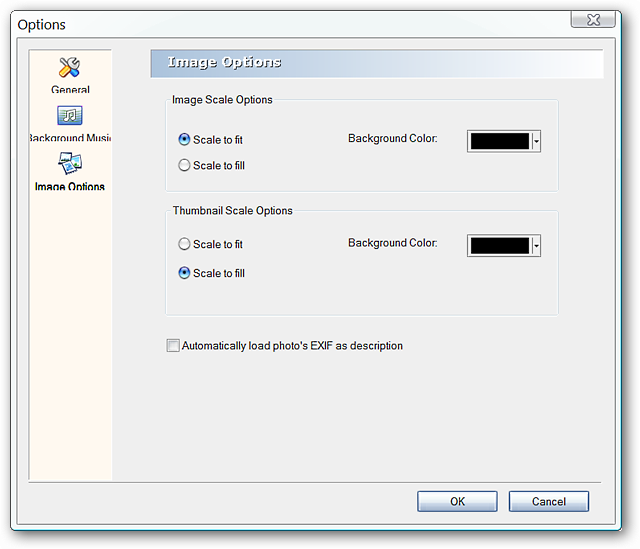 Options
General
Background Music
Image Options
Image Options
Image Scale Options
Scale to fit
Background Color:
Scale to fill
Thumbnail Scale Options
Scale to fit
Background Color:
Scale to fill
Automatically load photo's EXIF as description
OK
Cancel